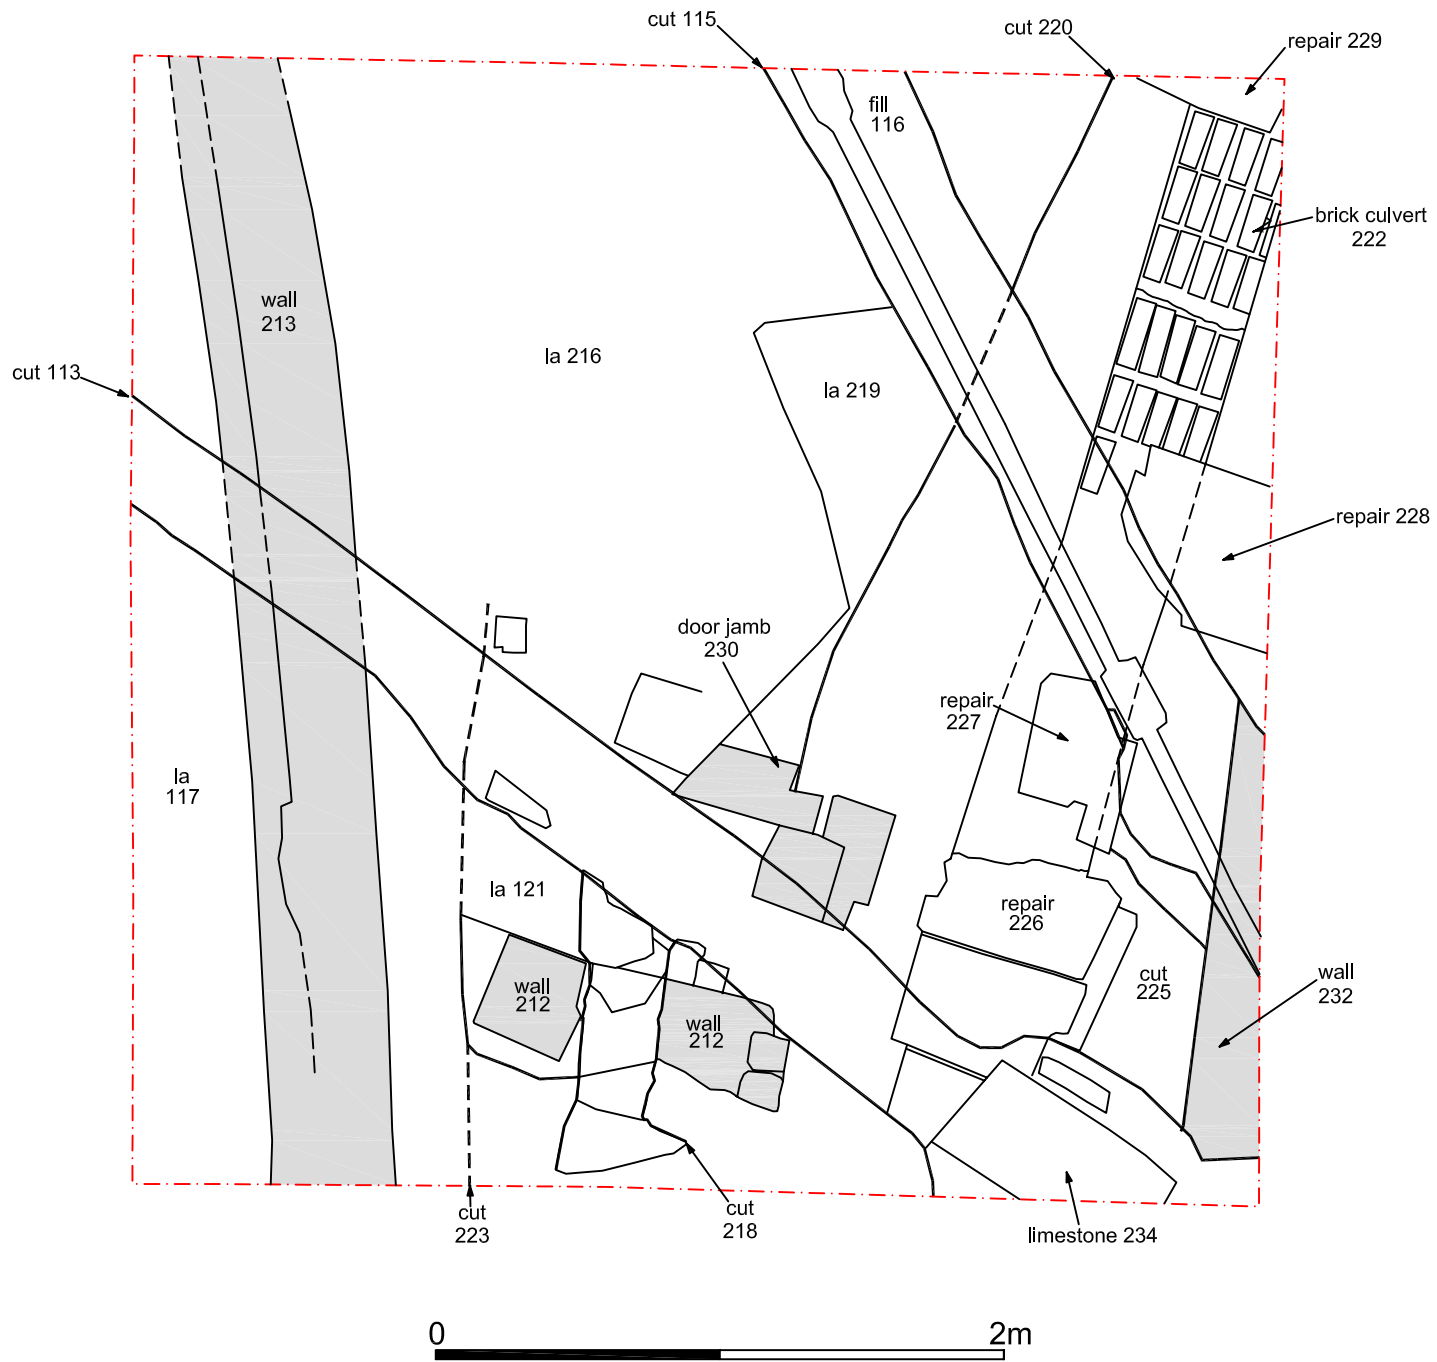 cut 115
cut 220
repair 229
fill
116
brick culvert
222
wall
213
la 216
cut 113
la 219
repair 228
door jamb
230
repair
227
la
117
la 121
repair
226
wall
212
cut
225
wall
232
wall
212
cut
223
cut
218
limestone 234
0
2m